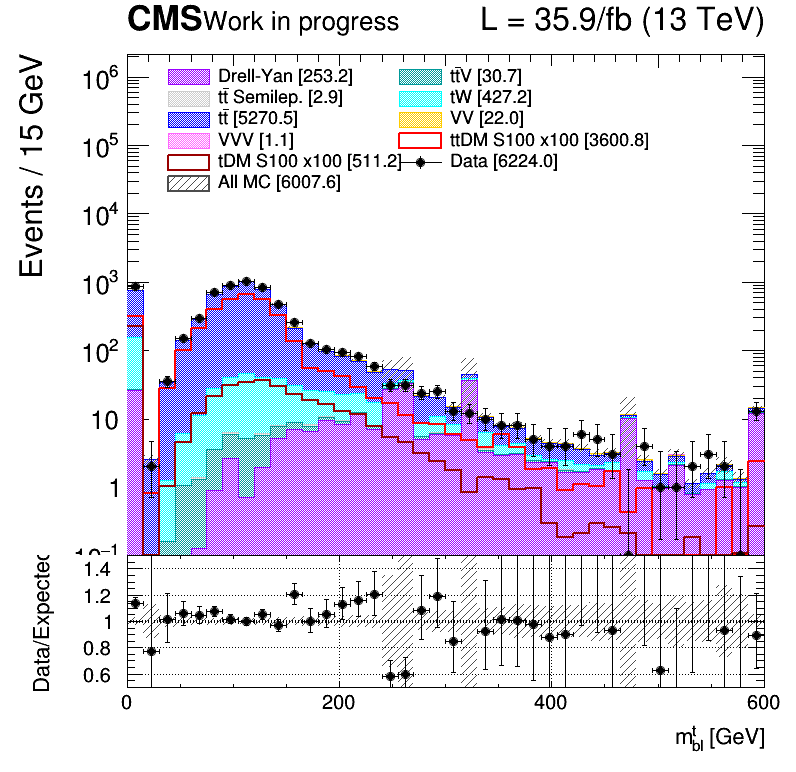 CMS Work in progress L = 35.9/fb (13 TeV)
Events / 15 GeV
Drell-Yan [253.2] tt̄V [30.7]
tt̄ Semilep. [2.9] tW [427.2]
tt̄ [5270.5] VV [22.0]
VVV [1.1] ttDM S100 x100 [3600.8]
tDM S100 x100 [511.2] Data [6224.0]
All MC [6007.6]
10⁶
10⁵
10⁴
10³
10²
10
1
10⁻¹
Data/Expected
1.4
1.2
1
0.8
0.6
0 200 400 600
mᵗbl [GeV]